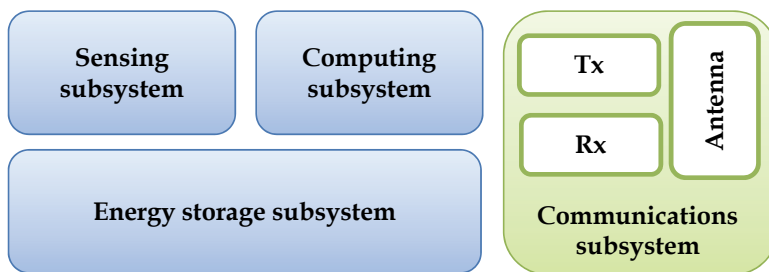 Sensing
subsystem
Computing
subsystem
Energy storage subsystem
Tx
Rx
Antenna
Communications
subsystem